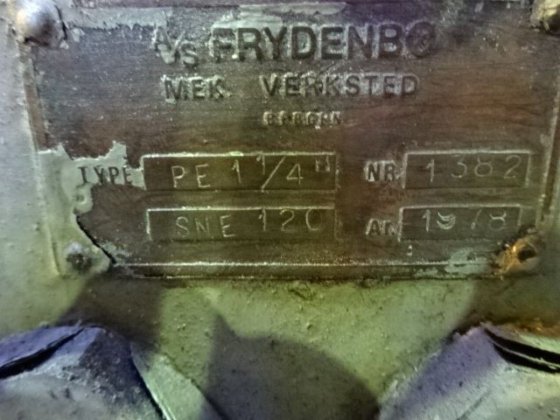 A/S FRYDENBØ
MEK. VERKSTED
BERGEN
TYPE PE 1 1/4" NR. 1382
SNE 120 ÅR 1978